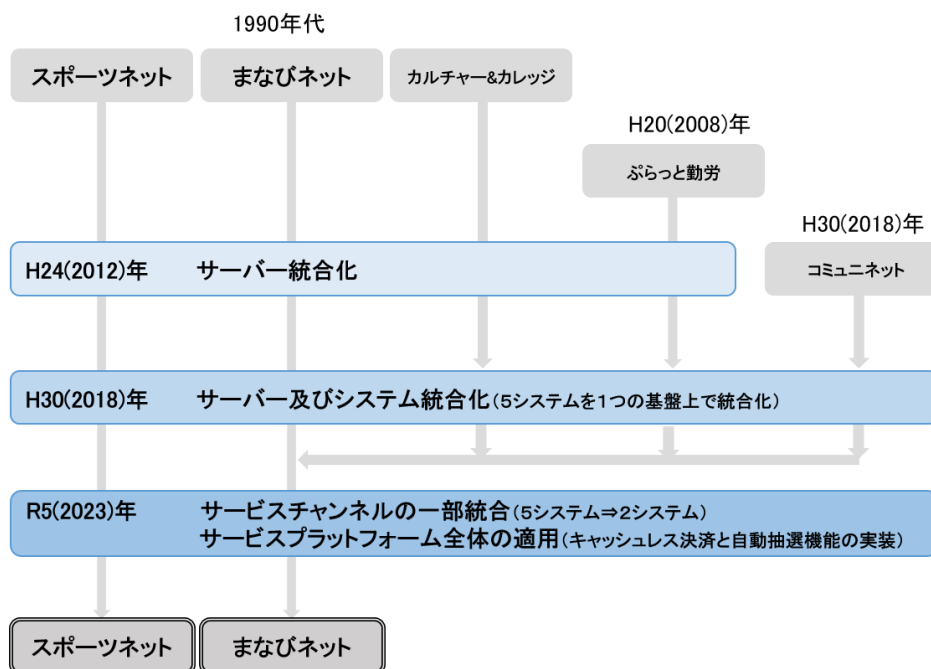 1990年代
スポーツネット
まなびネット
カルチャー&カレッジ
H20(2008)年
ぷらっと勤労
H30(2018)年
コミュニネット
H24(2012)年 サーバー統合化
H30(2018)年 サーバー及びシステム統合化(5システムを1つの基盤上で統合化)
R5(2023)年 サービスチャンネルの一部統合(5システム⇒2システム)
サービスプラットフォーム全体の適用(キャッシュレス決済と自動抽選機能の実装)
スポーツネット
まなびネット